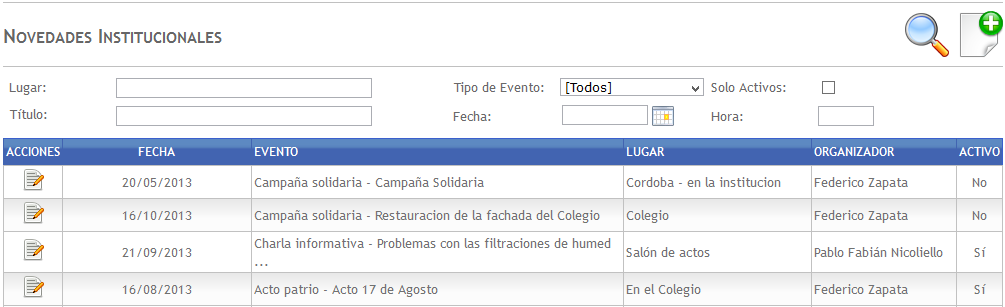 NOVEDADES INSTITUCIONALES
Lugar: Tipo de Evento: [Todos] Solo Activos:
Título: Fecha: Hora:
ACCIONES FECHA EVENTO LUGAR ORGANIZADOR ACTIVO
20/05/2013 Campaña solidaria - Campaña Solidaria Cordoba - en la institucion Federico Zapata No
16/10/2013 Campaña solidaria - Restauracion de la fachada del Colegio Colegio Federico Zapata No
21/09/2013 Charla informativa - Problemas con las filtraciones de humed Salón de actos Pablo Fabián Nicoliello Sí
...
16/08/2013 Acto patrio - Acto 17 de Agosto En el Colegio Federico Zapata Sí